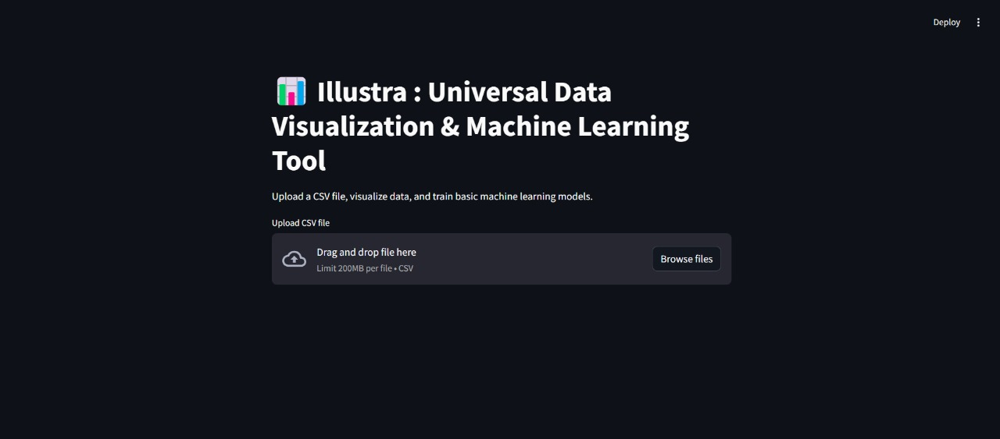 Deploy
Illustra : Universal Data
Visualization & Machine Learning
Tool
Upload a CSV file, visualize data, and train basic machine learning models.
Upload CSV file
Drag and drop file here
Limit 200MB per file • CSV
Browse files